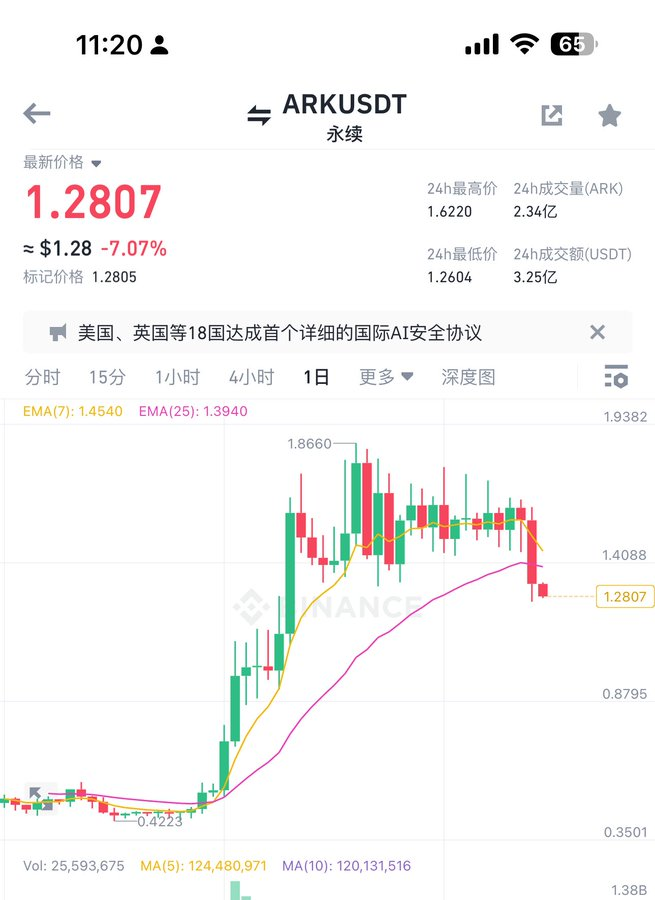 11:20
65
ARKUSDT
永续
最新价格
1.2807
≈ $1.28 -7.07%
标记价格 1.2805
24h最高价 24h成交量(ARK)
1.6220 2.34亿
24h最低价 24h成交额(USDT)
1.2604 3.25亿
美国、英国等18国达成首个详细的国际AI安全协议
分时 15分 1小时 4小时 1日 更多 深度图
EMA(7): 1.4540 EMA(25): 1.3940
1.9382
1.8660
1.4088
1.2807
BINANCE
0.8795
0.4223
0.3501
Vol: 25,593,675 MA(5): 124,480,971 MA(10): 120,131,516
1.38B